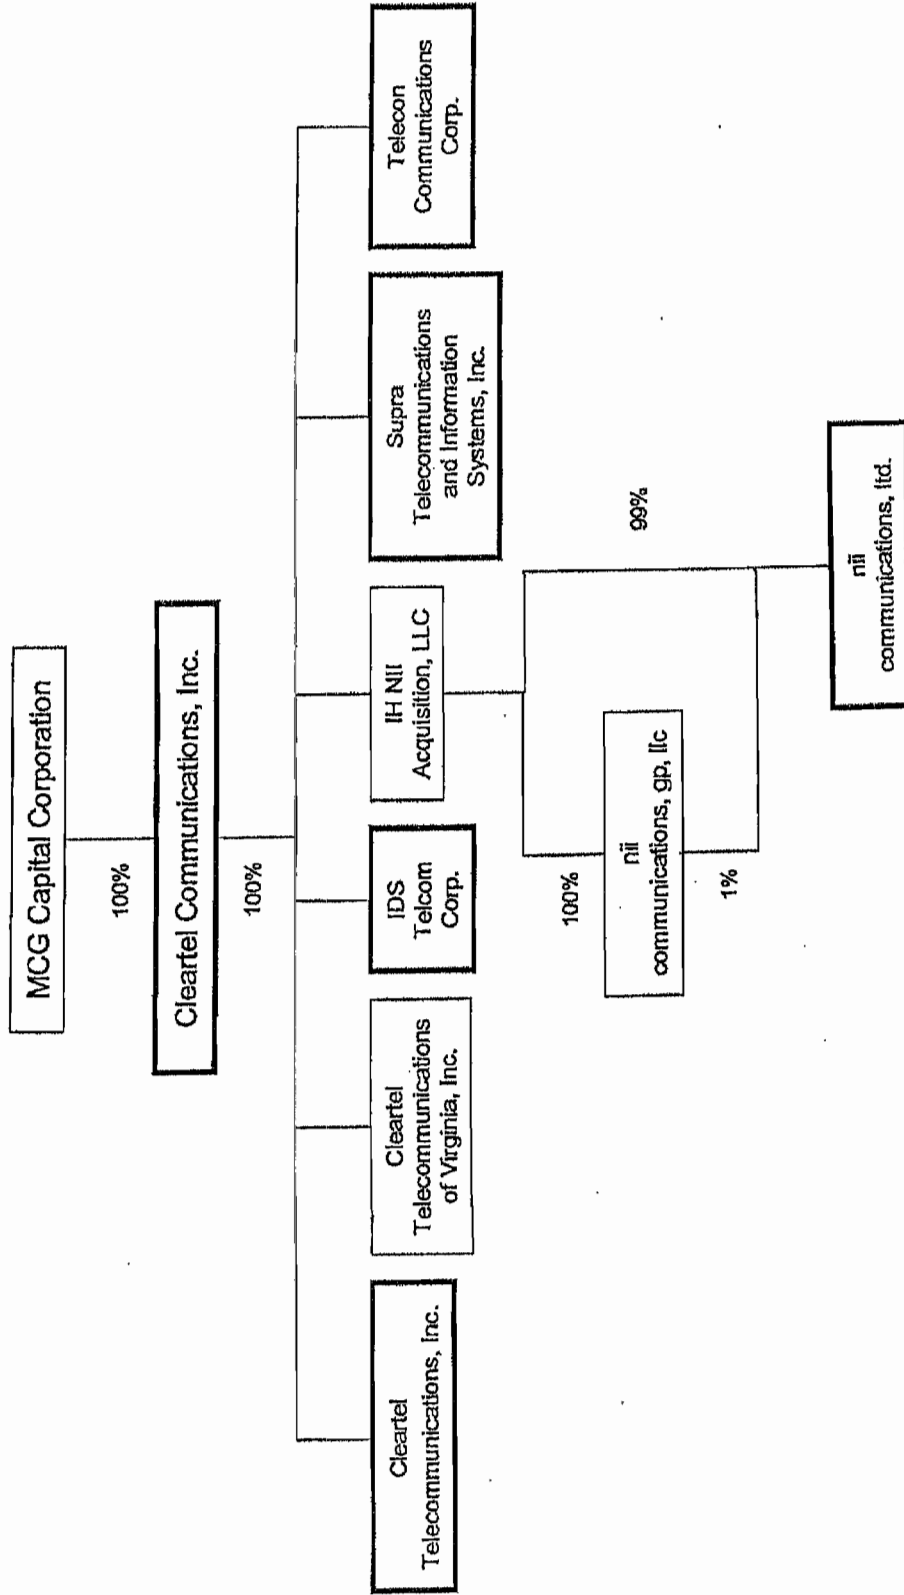 MCG Capital Corporation
100%
Cleartel Communications, Inc.
100%
Cleartel
Telecommunications, Inc.
Cleartel
Telecommunications
of Virginia, Inc.
IDS
Telcom
Corp.
IH NII
Acquisition, LLC
Supra
Telecommunications
and Information
Systems, Inc.
Telecon
Communications
Corp.
100%
nii
communications, gp, llc
1%
99%
nii
communications, ltd.